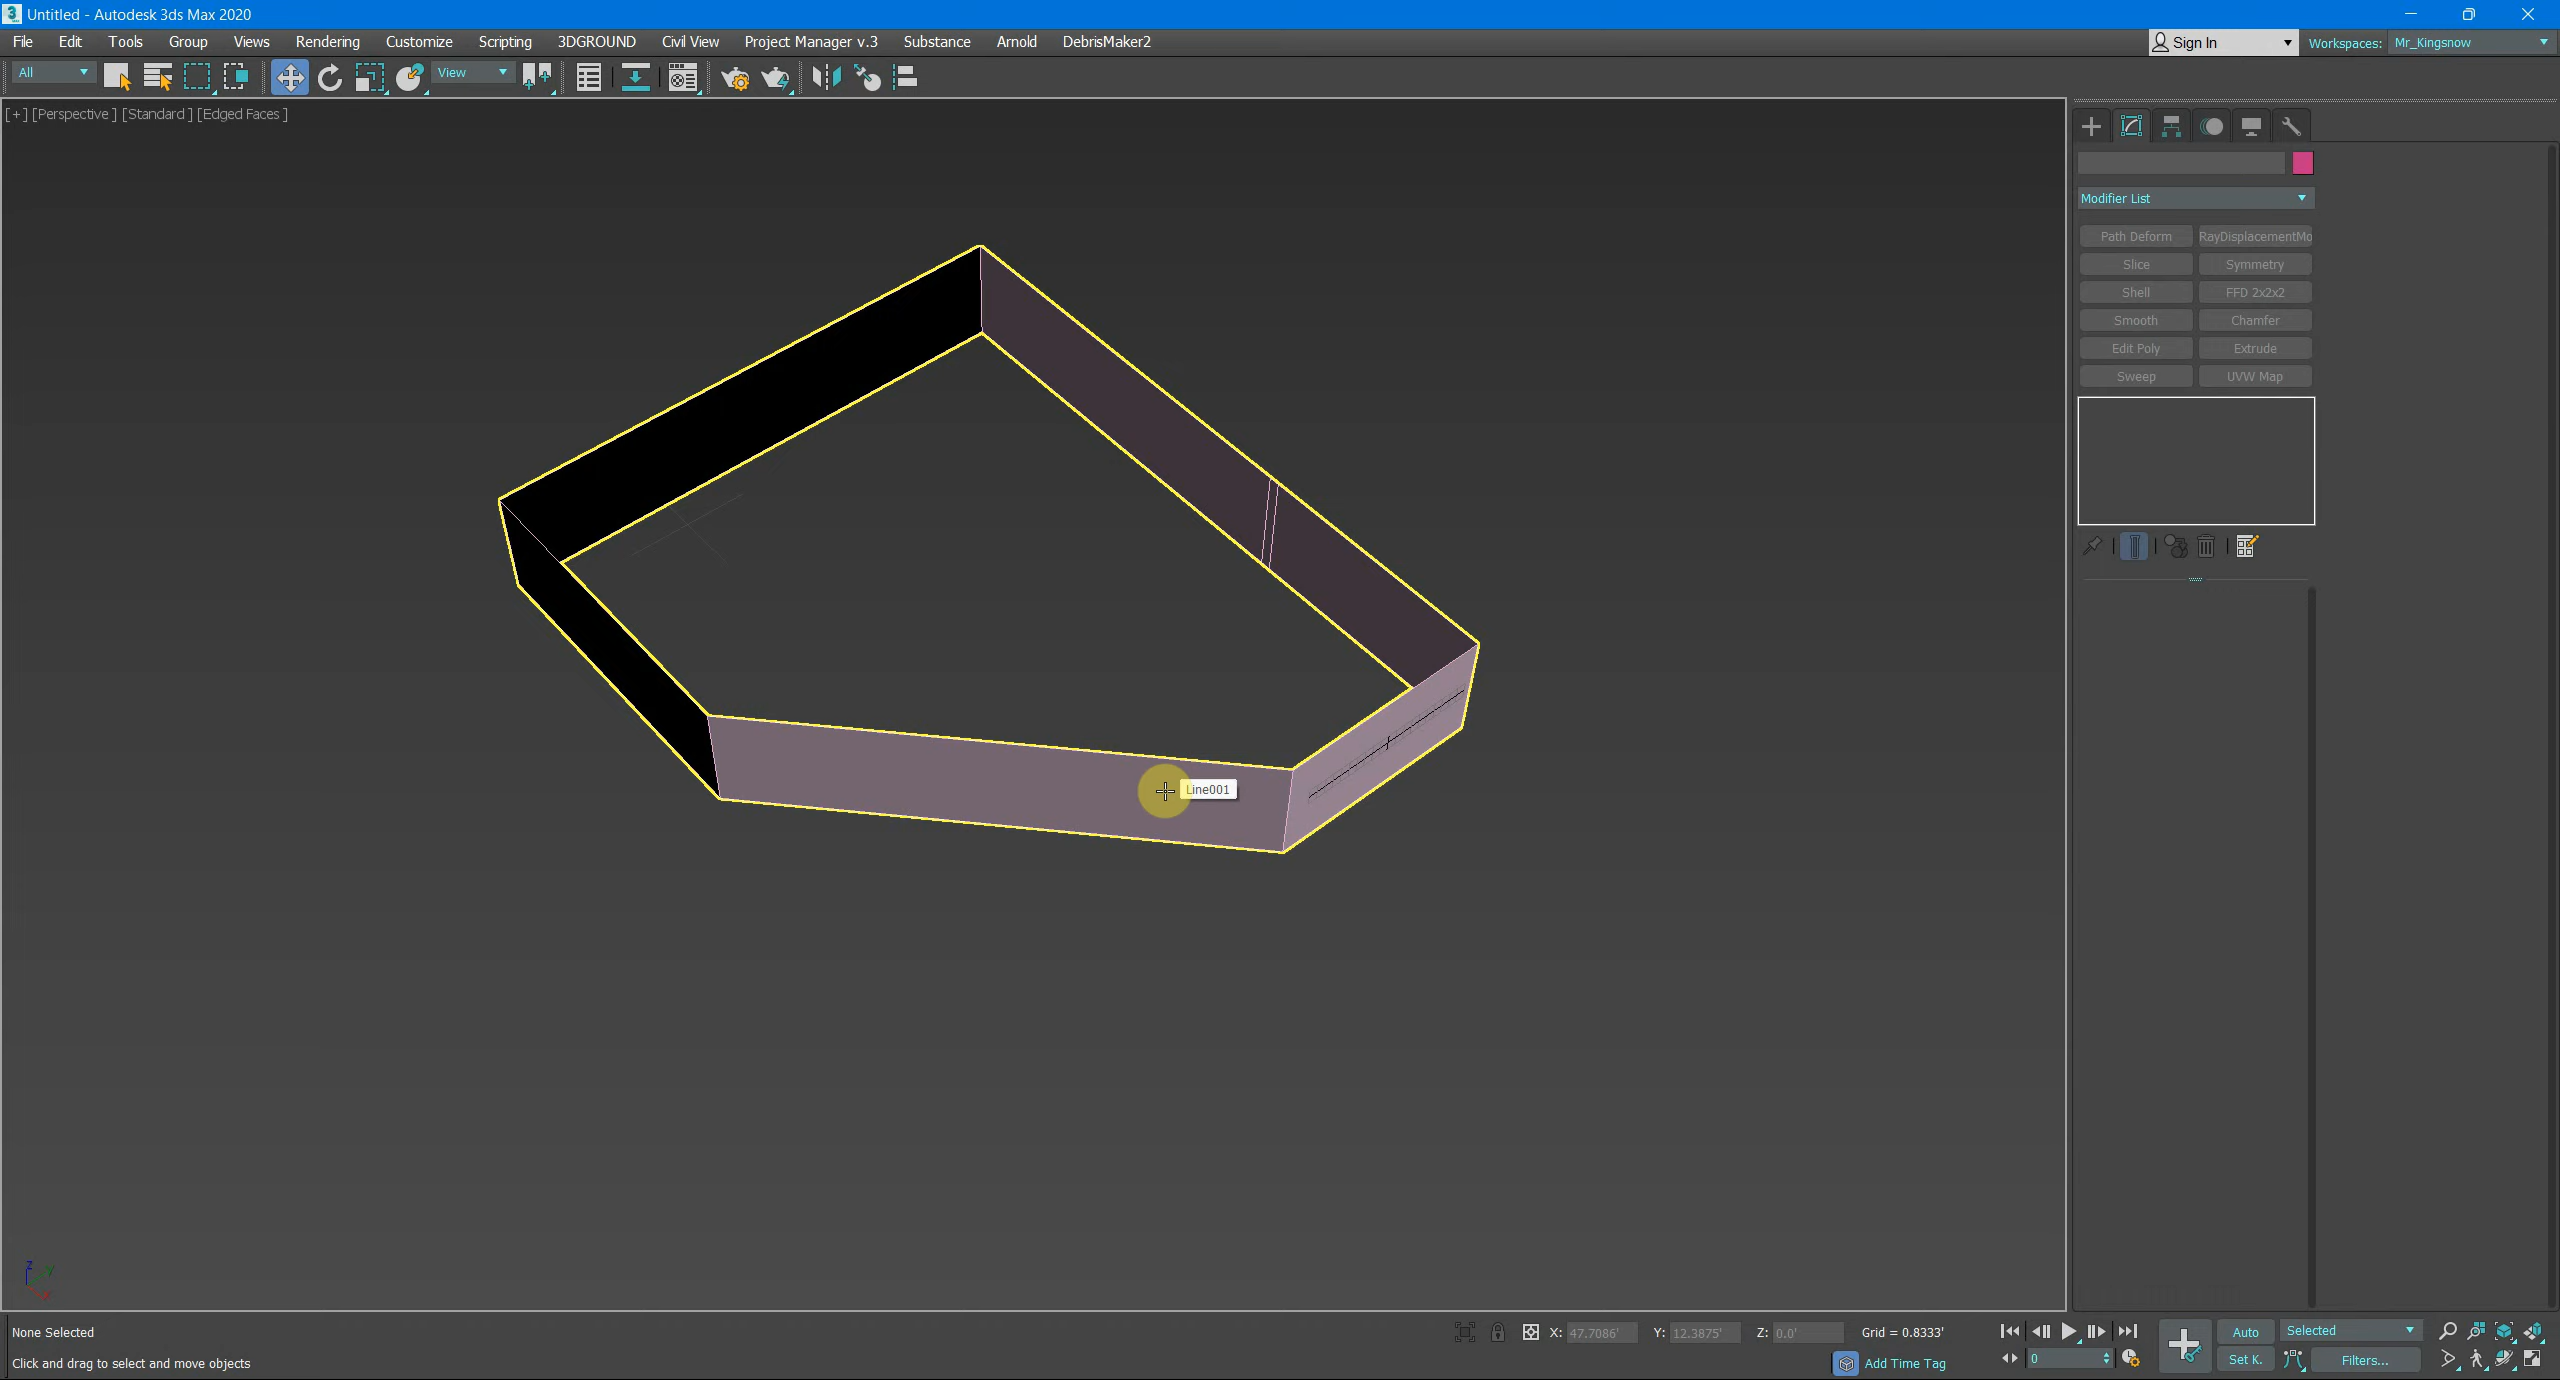 Untitled - Autodesk 3ds Max 2020
File Edit Tools Group Views Rendering Customize Scripting 3DGROUND Civil View Project Manager v.3 Substance Arnold DebrisMaker2
Sign In Workspaces: Mr_Kingsnow
All View
[+] [Perspective ] [Standard ] [Edged Faces ]
Modifier List
Path Deform RayDisplacementMo
Slice Symmetry
Shell FFD 2x2x2
Smooth Chamfer
Edit Poly Extrude
Sweep UVW Map
Line001
Z
Y
X
None Selected X: 47.7086' Y: 12.3875' Z: 0.0' Grid = 0.8333' Auto Selected
Click and drag to select and move objects Add Time Tag 0 Set K. Filters...